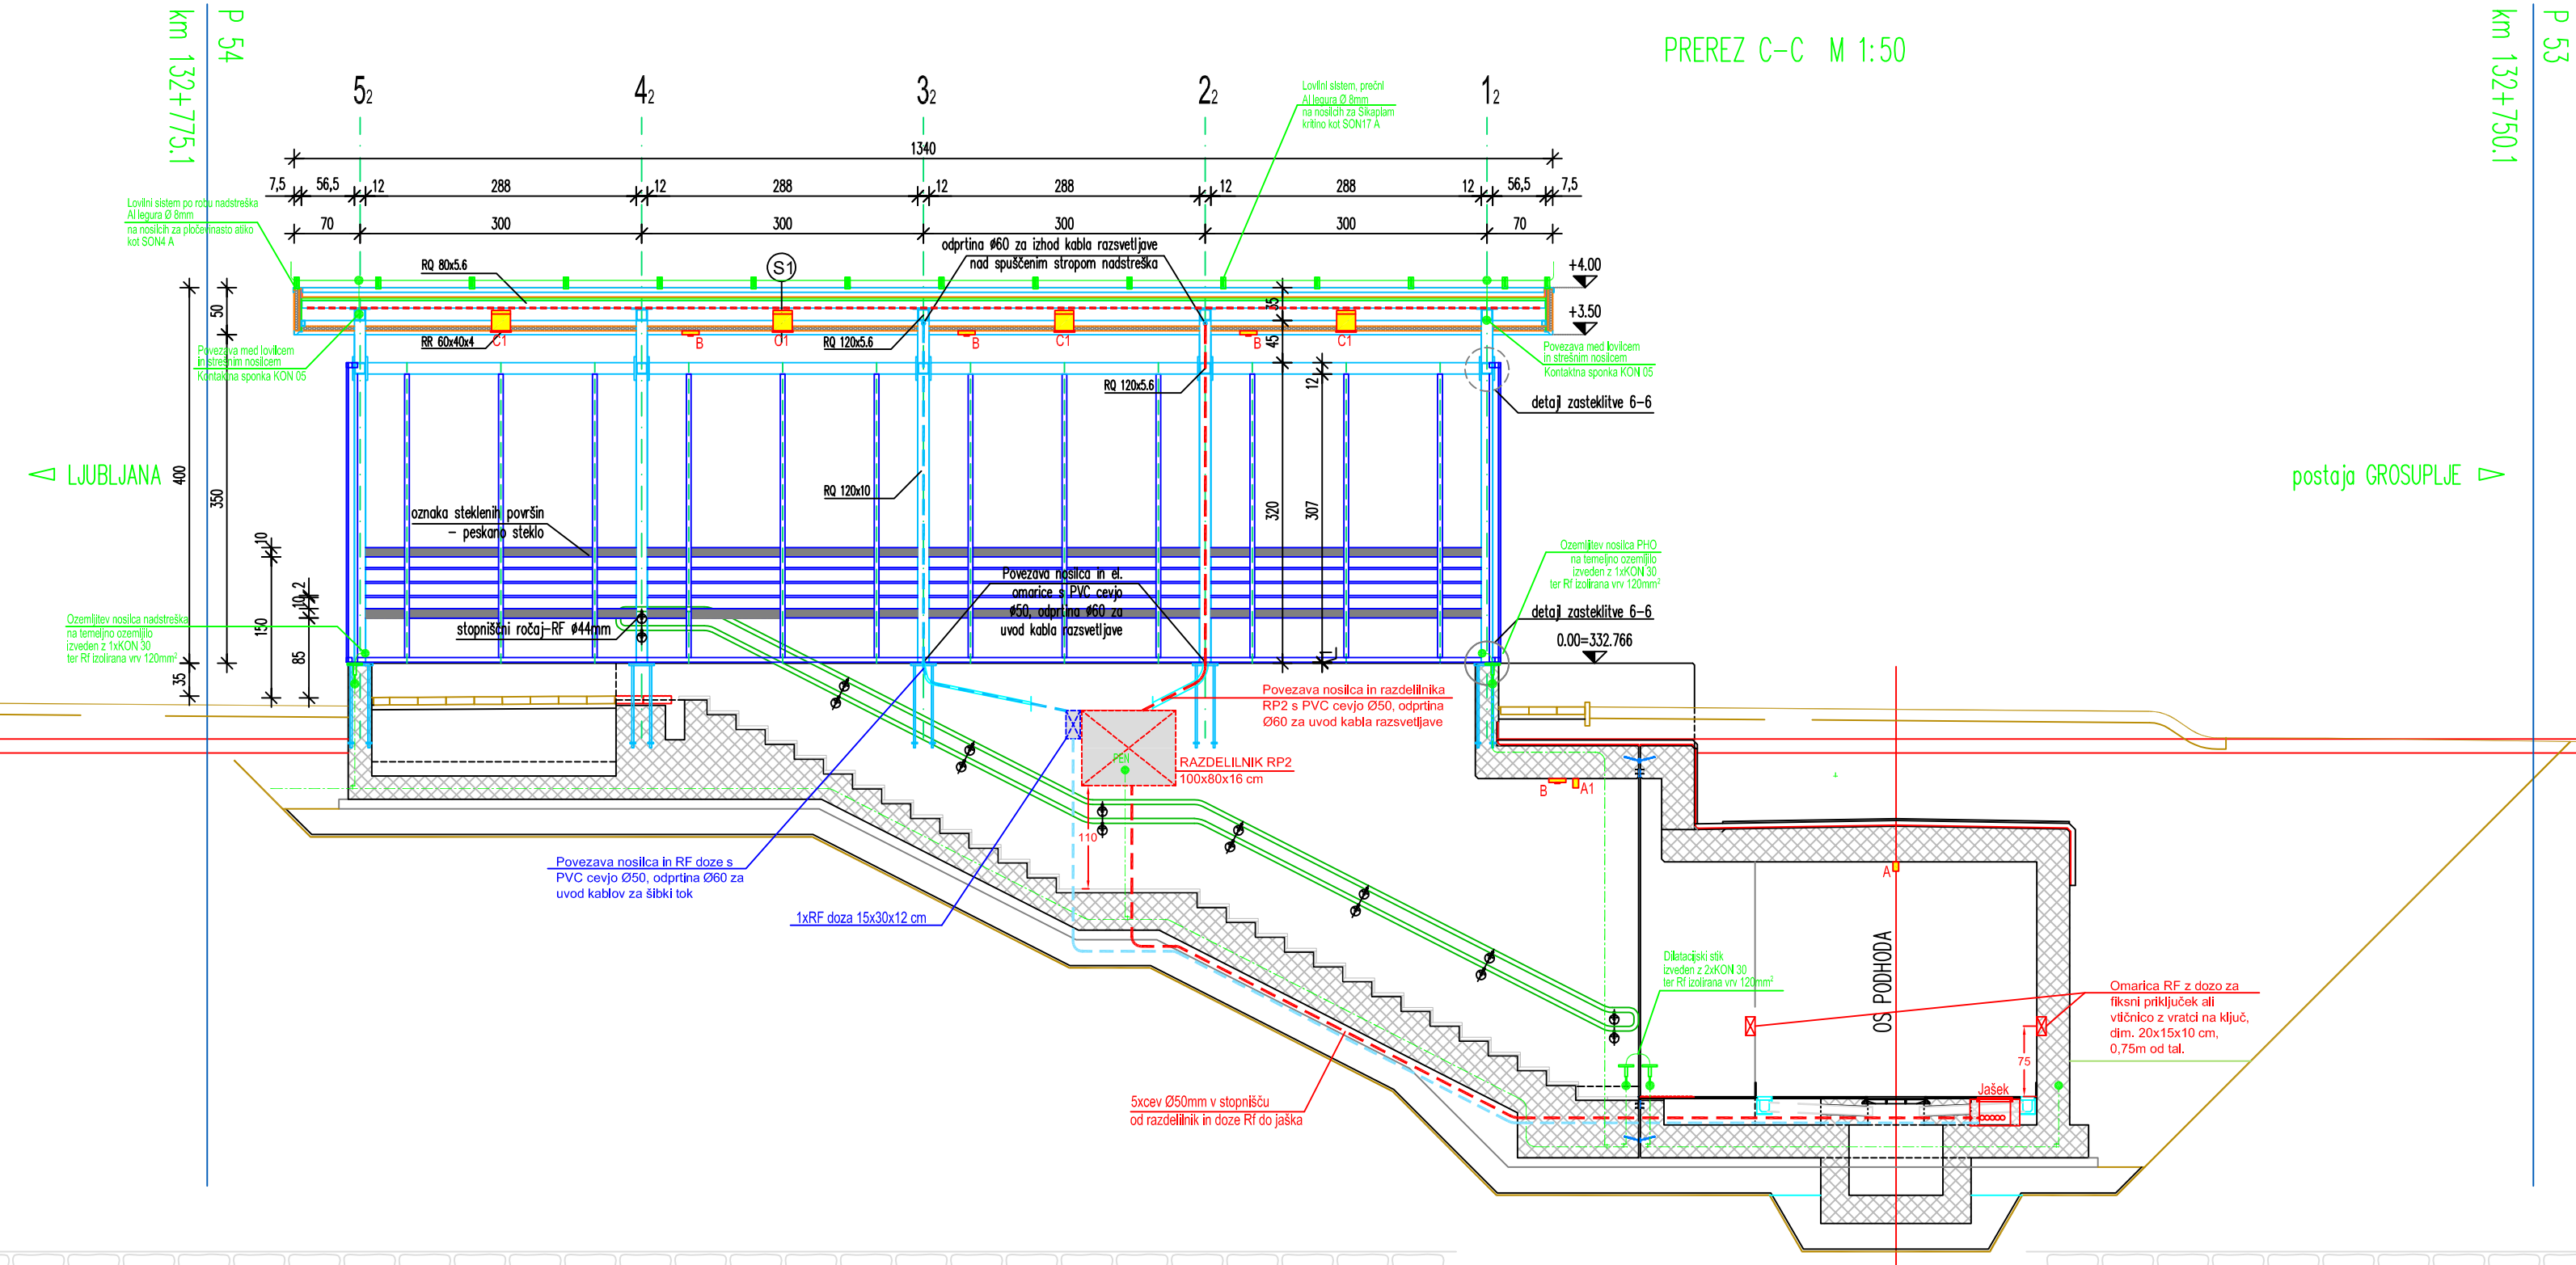 P 54
km 132+775.1
P 53
km 132+750.1
PREREZ C-C M 1:50
5₂
4₂
3₂
2₂
1₂
Lovilni sistem, prečni
Al legura Ø 8mm
na nosilcih za Sikaplam
kritino kot SON17 A
1340
7,5
56,5
12
288
12
288
12
288
12
288
12
56,5
7,5
70
300
300
300
300
70
Lovilni sistem po robu nadstreška
Al legura Ø 8mm
na nosilcih za pločevinasto atiko
kot SON4 A
odprtina ø60 za izhod kabla razsvetljave
nad spuščenim stropom nadstreška
RQ 80x5.6
S1
+4.00
+3.50
50
35
45
RR 60x40x4
C1
B
C1
RQ 120x5.6
B
C1
B
C1
Povezava med lovilcem
in strešnim nosilcem
Kontaktna sponka KON 05
Povezava med lovilcem
in strešnim nosilcem
Kontaktna sponka KON 05
RQ 120x5.6
12
detajl zasteklitve 6-6
LJUBLJANA
postaja GROSUPLJE
400
350
RQ 120x10
320
307
oznaka steklenih površin
- peskano steklo
10
150
2
10
85
35
Povezava nosilca in el.
omarice s PVC cevjo
ø50, odprtina ø60 za
uvod kabla razsvetljave
stopniščni ročaj-RF ø44mm
Ozemljitev nosilca nadstreška
na temeljno ozemljilo
izveden z 1xKON 30
ter Rf izolirana vrv 120mm²
Ozemljitev nosilca PHO
na temeljno ozemljilo
izveden z 1xKON 30
ter Rf izolirana vrv 120mm²
detajl zasteklitve 6-6
0.00=332.766
1
Povezava nosilca in razdelilnika
RP2 s PVC cevjo Ø50, odprtina
Ø60 za uvod kabla razsvetljave
PEN
RAZDELILNIK RP2
100x80x16 cm
B
A1
110
Povezava nosilca in RF doze s
PVC cevjo Ø50, odprtina Ø60 za
uvod kablov za šibki tok
1xRF doza 15x30x12 cm
A
OS PODHODA
Dilatacijski stik
izveden z 2xKON 30
ter Rf izolirana vrv 120mm²
Omarica RF z dozo za
fiksni priključek ali
vtičnico z vratci na ključ,
dim. 20x15x10 cm,
0,75m od tal.
75
Jašek
5xcev Ø50mm v stopnišču
od razdelilnik in doze Rf do jaška